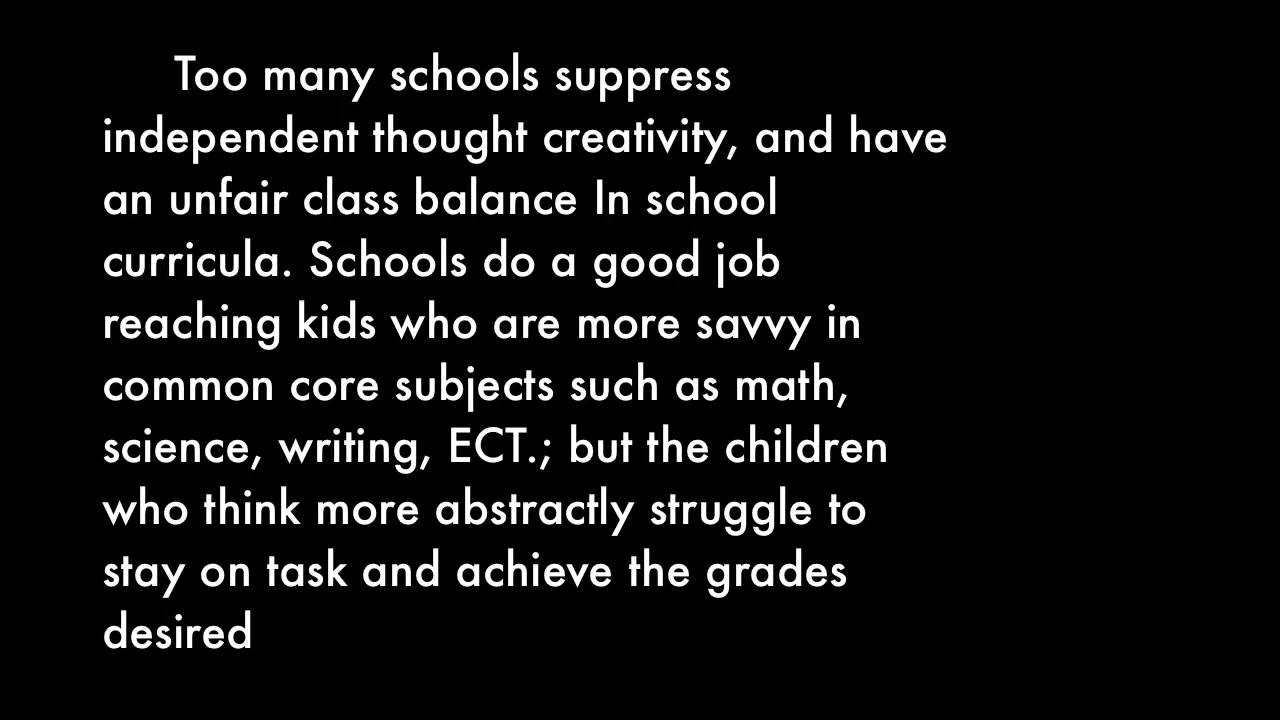 Too many schools suppress
independent thought creativity, and have
an unfair class balance In school
curricula. Schools do a good job
reaching kids who are more savvy in
common core subjects such as math,
science, writing, ECT.; but the children
who think more abstractly struggle to
stay on task and achieve the grades
desired